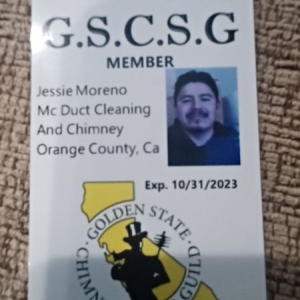 G.S.C.S.G
MEMBER
Jessie Moreno
Mc Duct Cleaning
And Chimney
Orange County, Ca
Exp. 10/31/2023
GOLDEN STATE
GUILD